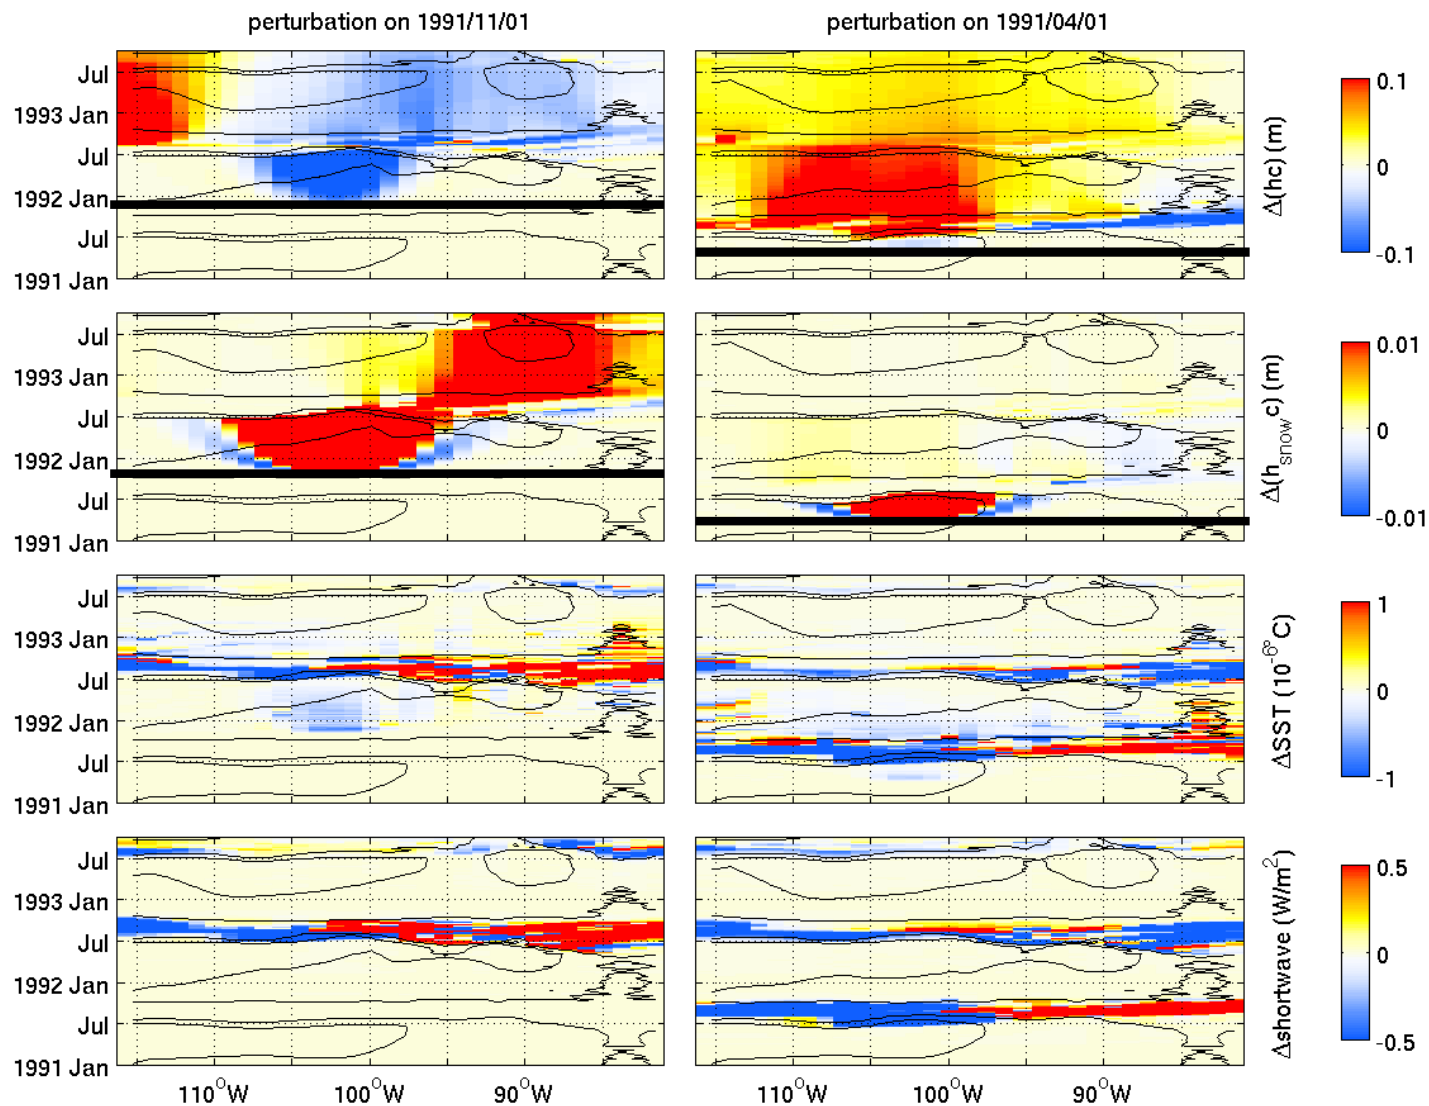 perturbation on 1991/11/01
perturbation on 1991/04/01
Jul
1993 Jan
Jul
1992 Jan
Jul
1991 Jan
Δ(hc) (m)
0.1
0
-0.1
Jul
1993 Jan
Jul
1992 Jan
Jul
1991 Jan
Δ(h_snow c) (m)
0.01
0
-0.01
Jul
1993 Jan
Jul
1992 Jan
Jul
1991 Jan
ΔSST (10^-6°C)
1
0
-1
Jul
1993 Jan
Jul
1992 Jan
Jul
1991 Jan
Δshortwave (W/m²)
0.5
0
-0.5
110°W
100°W
90°W
110°W
100°W
90°W